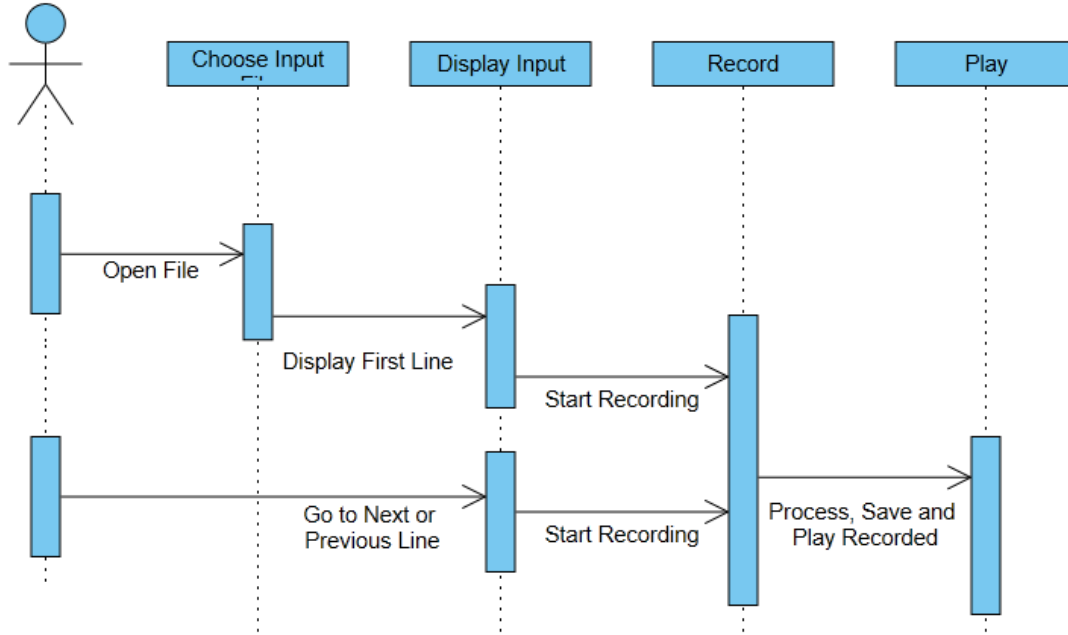 Choose Input
Display Input
Record
Play
Open File
Display First Line
Start Recording
Go to Next or
Previous Line
Start Recording
Process, Save and
Play Recorded